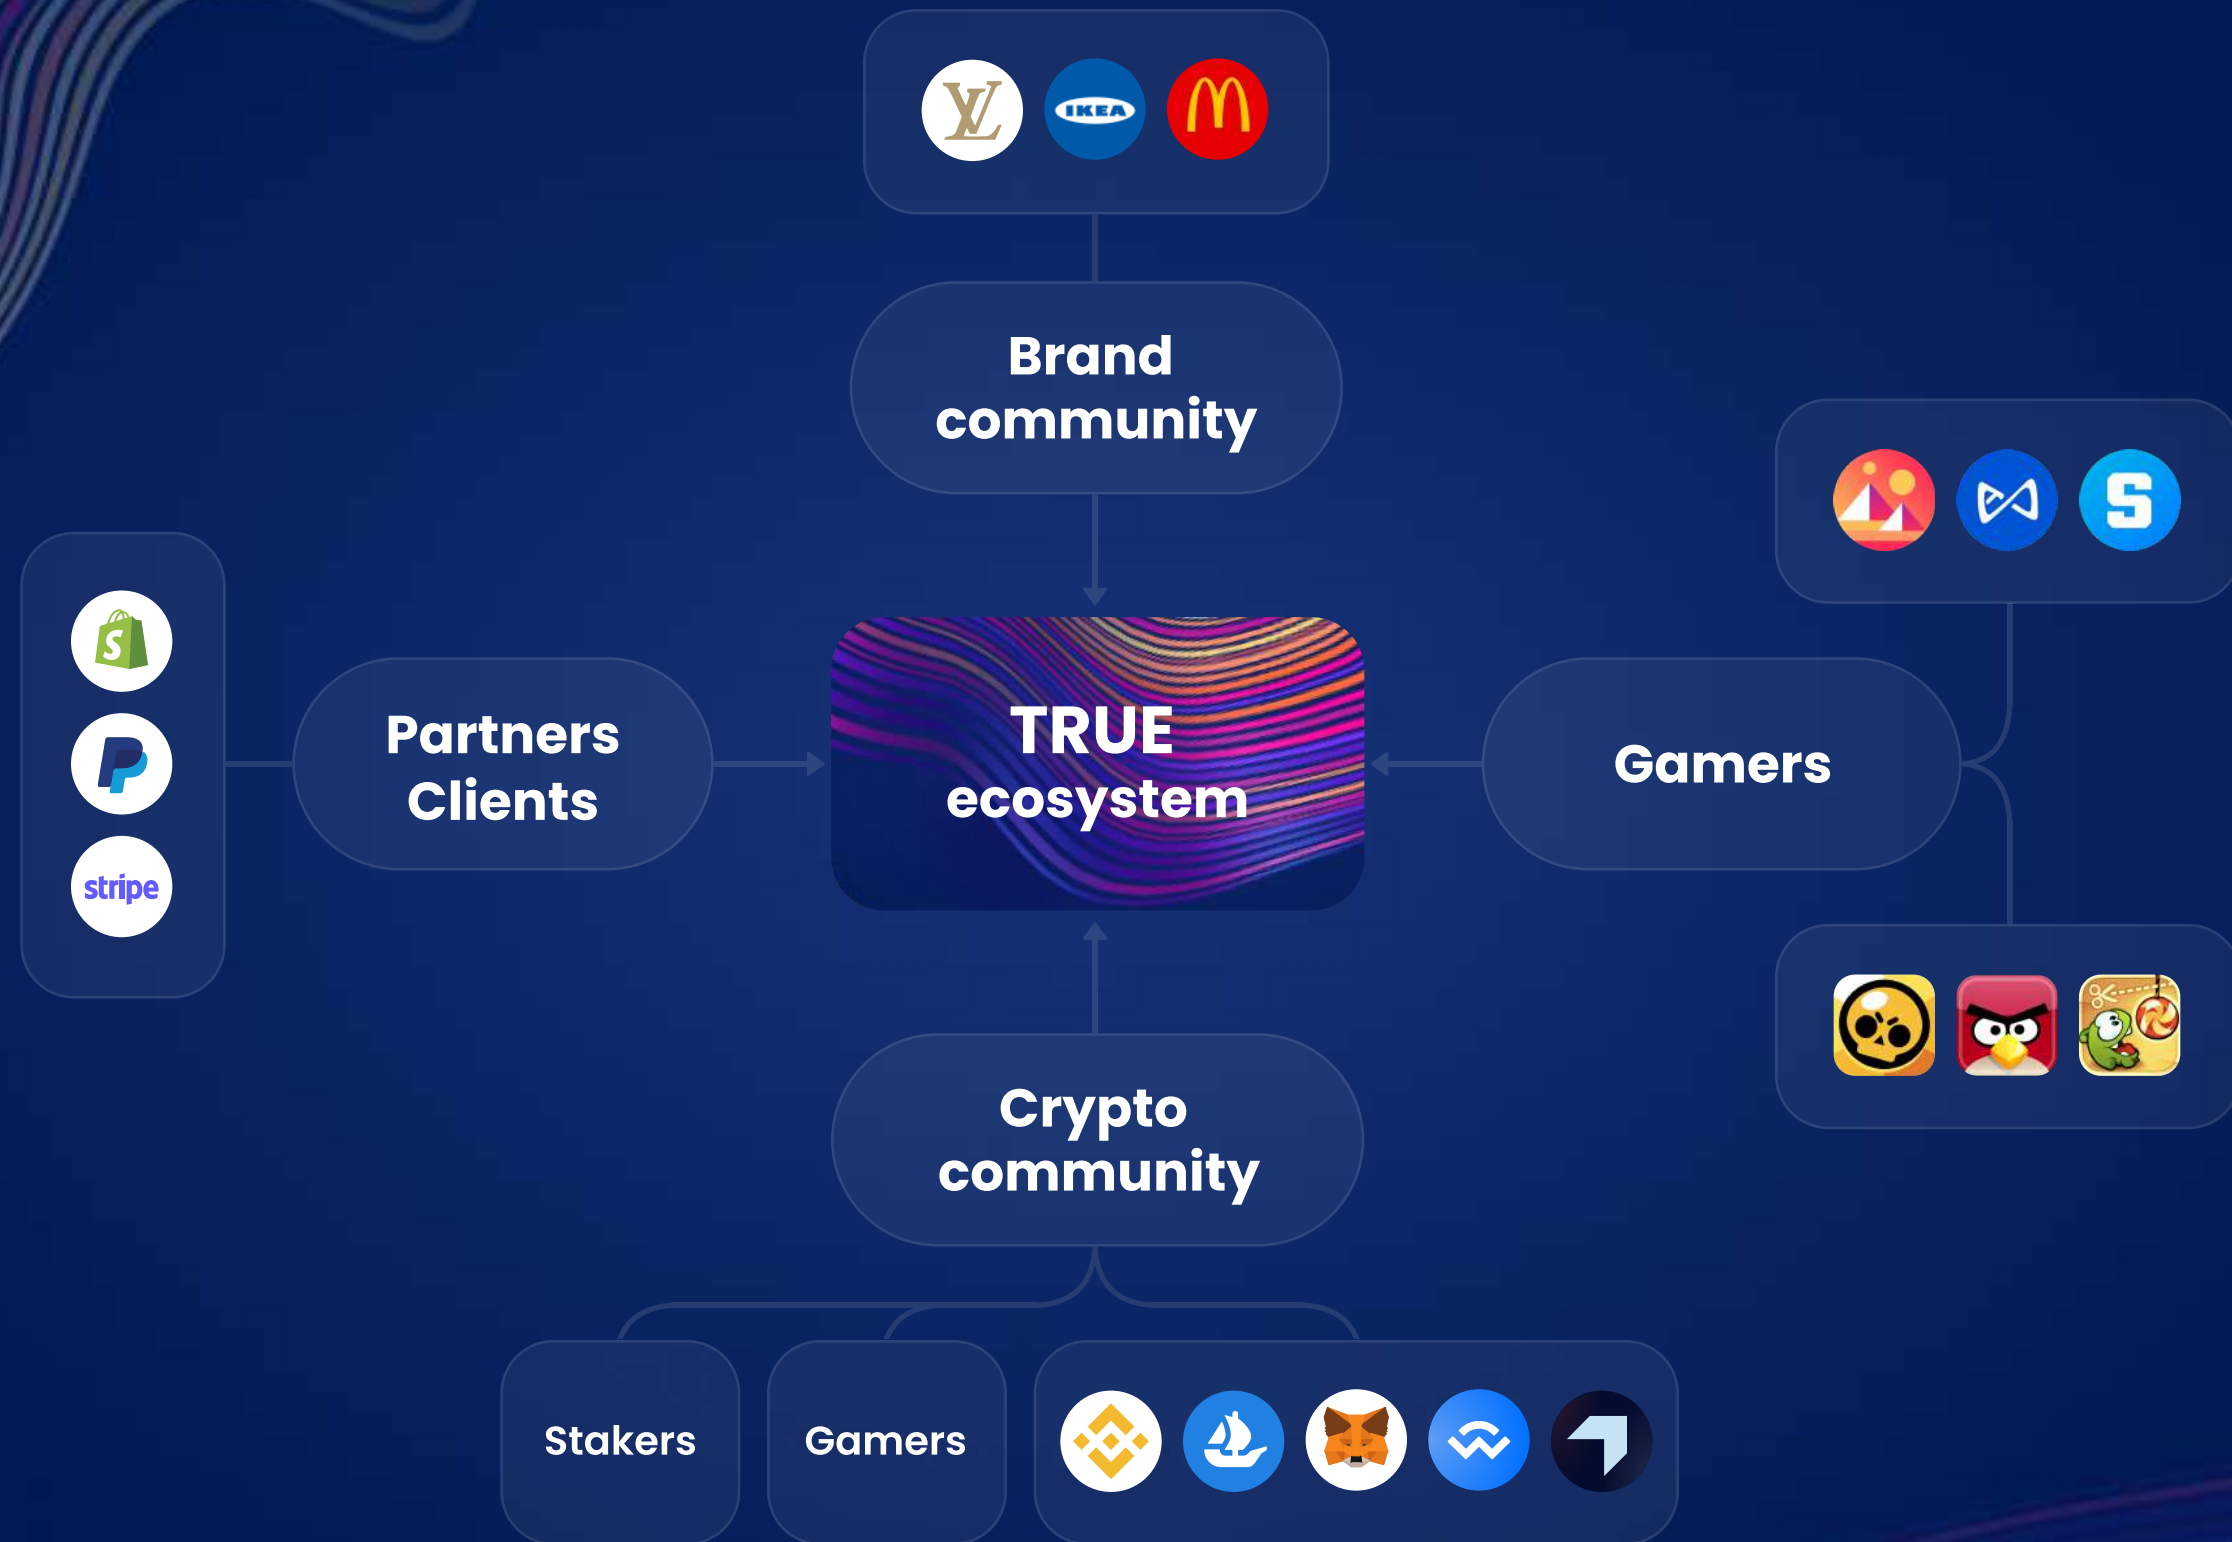 IKEA
Brand
community
stripe
Partners
Clients
TRUE
ecosystem
Gamers
Crypto
community
Stakers
Gamers